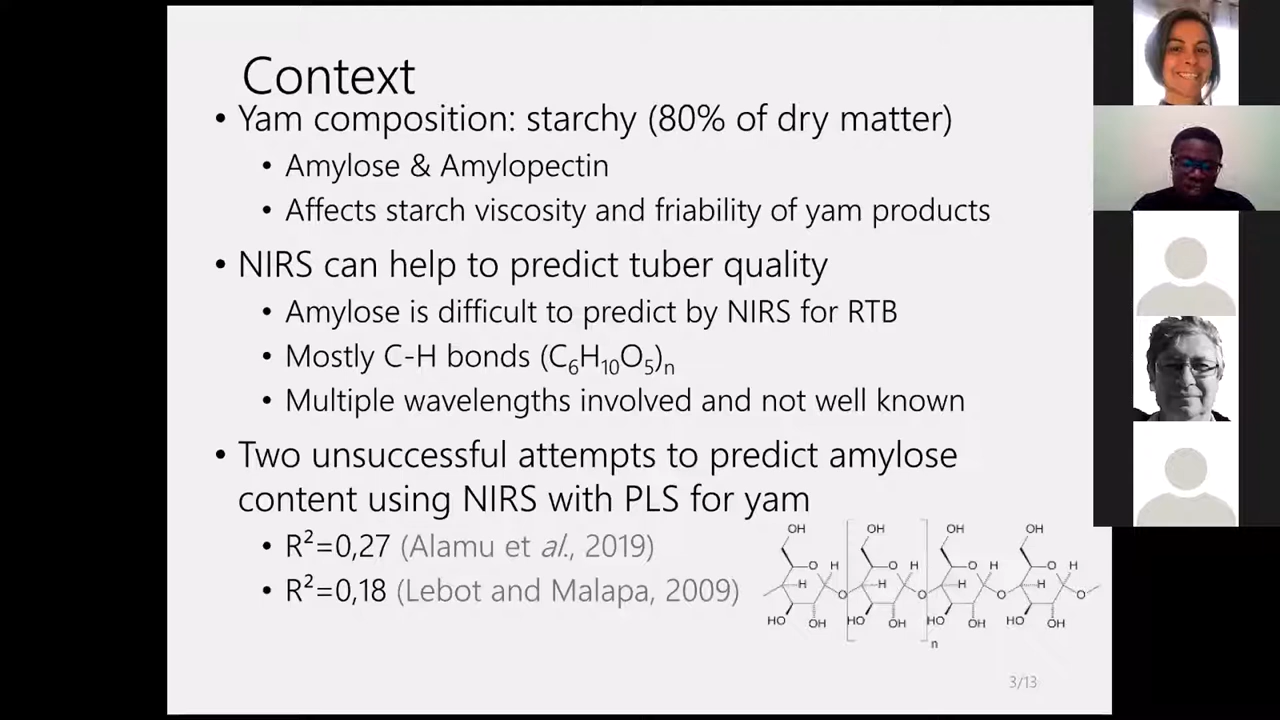 Context
• Yam composition: starchy (80% of dry matter)
• Amylose & Amylopectin
• Affects starch viscosity and friability of yam products
• NIRS can help to predict tuber quality
• Amylose is difficult to predict by NIRS for RTB
• Mostly C-H bonds (C₆H₁₀O₅)ₙ
• Multiple wavelengths involved and not well known
• Two unsuccessful attempts to predict amylose
content using NIRS with PLS for yam
• R²=0,27 (Alamu et al., 2019)
• R²=0,18 (Lebot and Malapa, 2009)
OH OH OH OH
O H O H O H O H
H H H H
O O O O
HO OH HO OH HO OH HO OH
n
3/13